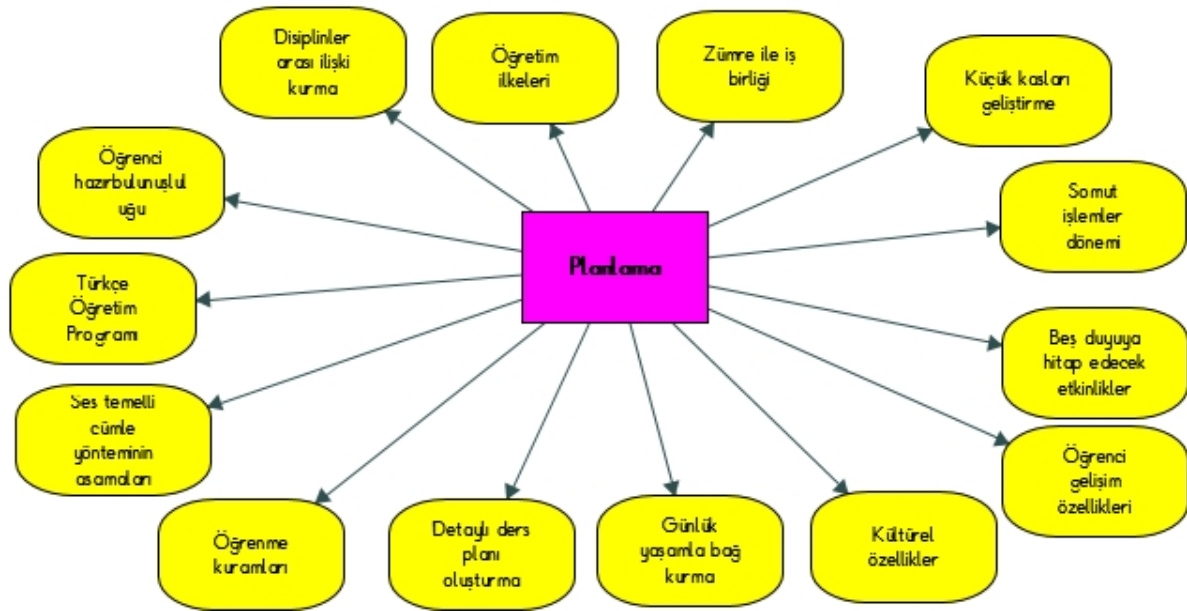 Disiplinler
arası ilişki
kurma
Öğretim
ilkeleri
Zümre ile iş
birliği
Küçük kasları
geliştirme
Öğrenci
hazırbulunuşlul
uğu
Somut
işlemler
dönemi
Planlama
Türkçe
Öğretim
Programı
Beş duyuya
hitap edecek
etkinlikler
Ses temelli
cümle
yönteminin
asamaları
Öğrenci
gelişim
özellikleri
Öğrenme
kuramları
Detaylı ders
planı
oluşturma
Günlük
yaşamla bağ
kurma
Kültürel
özellikler